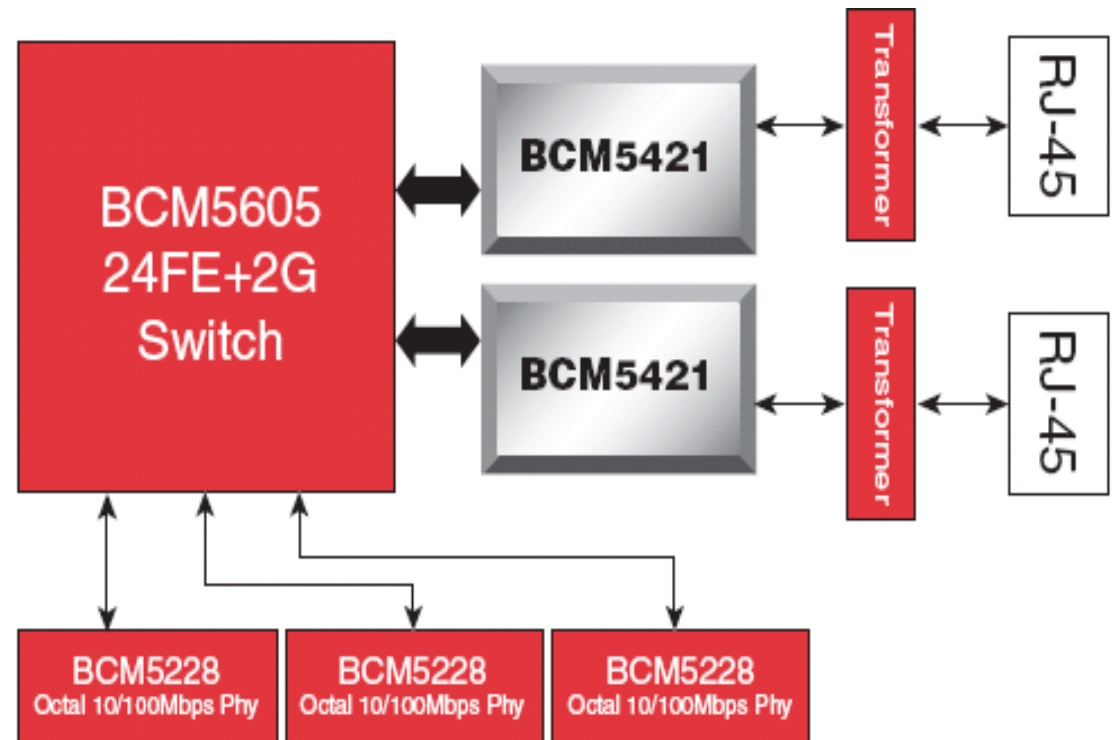 BCM5605
24FE+2G
Switch
BCM5421
Transformer
RJ-45
BCM5421
Transformer
RJ-45
BCM5228
Octal 10/100Mbps Phy
BCM5228
Octal 10/100Mbps Phy
BCM5228
Octal 10/100Mbps Phy